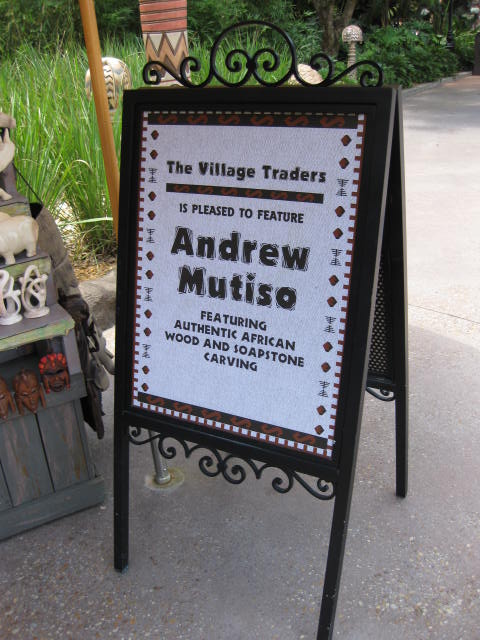 The Village Traders
IS PLEASED TO FEATURE
Andrew
Mutiso
FEATURING
AUTHENTIC AFRICAN
WOOD AND SOAPSTONE
CARVING